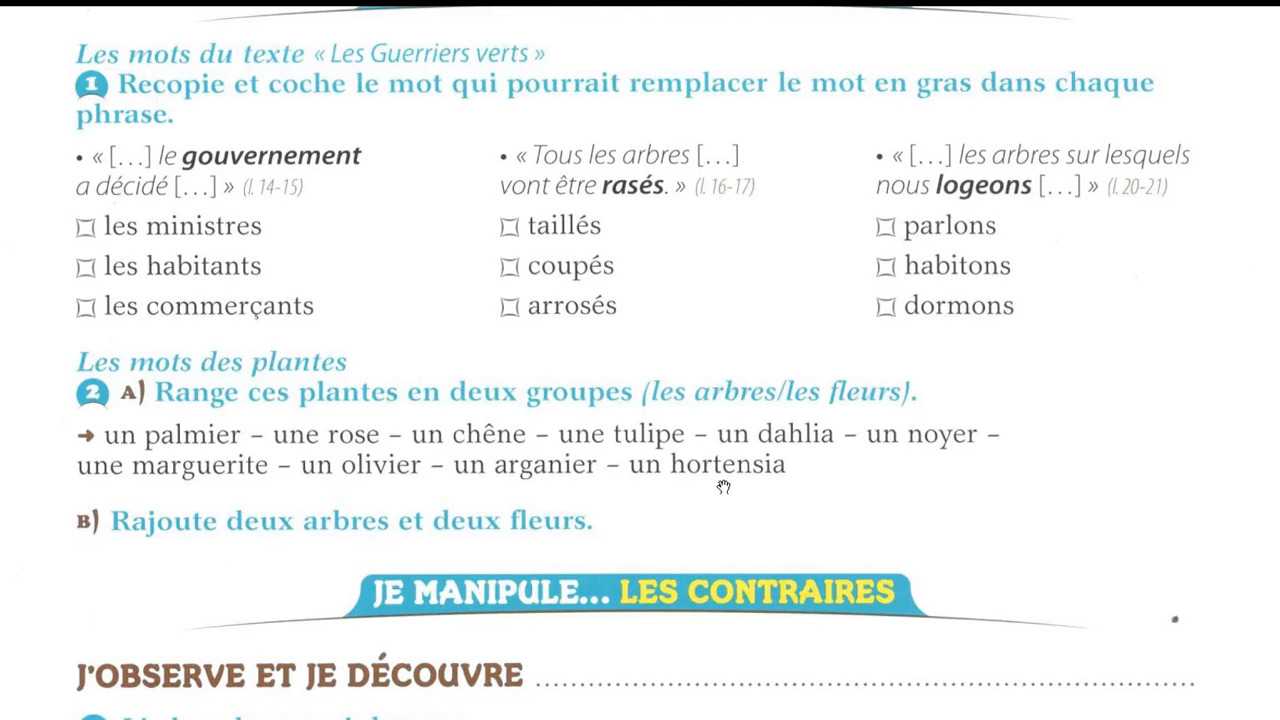 Les mots du texte « Les Guerriers verts »
1 Recopie et coche le mot qui pourrait remplacer le mot en gras dans chaque
phrase.
• « [...] le gouvernement
a décidé [...] » (l. 14-15)
les ministres
les habitants
les commerçants
• « Tous les arbres [...]
vont être rasés. » (l. 16-17)
taillés
coupés
arrosés
• « [...] les arbres sur lesquels
nous logeons [...] » (l. 20-21)
parlons
habitons
dormons
Les mots des plantes
2 A) Range ces plantes en deux groupes (les arbres/les fleurs).
➜ un palmier – une rose – un chêne – une tulipe – un dahlia – un noyer –
une marguerite – un olivier – un arganier – un hortensia
B) Rajoute deux arbres et deux fleurs.
JE MANIPULE... LES CONTRAIRES
J'OBSERVE ET JE DÉCOUVRE